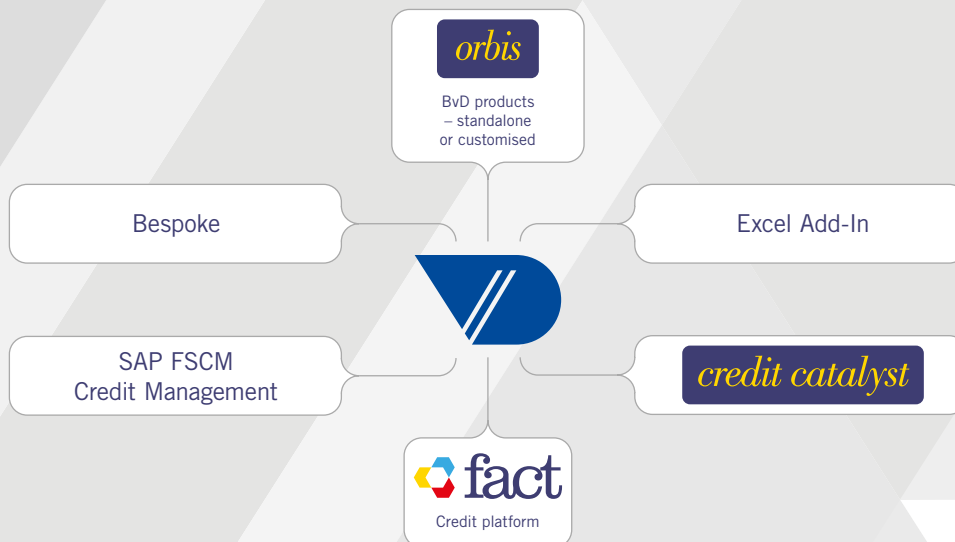 orbis
BvD products
– standalone
or customised
Bespoke
Excel Add-In
SAP FSCM
Credit Management
credit catalyst
fact
Credit platform